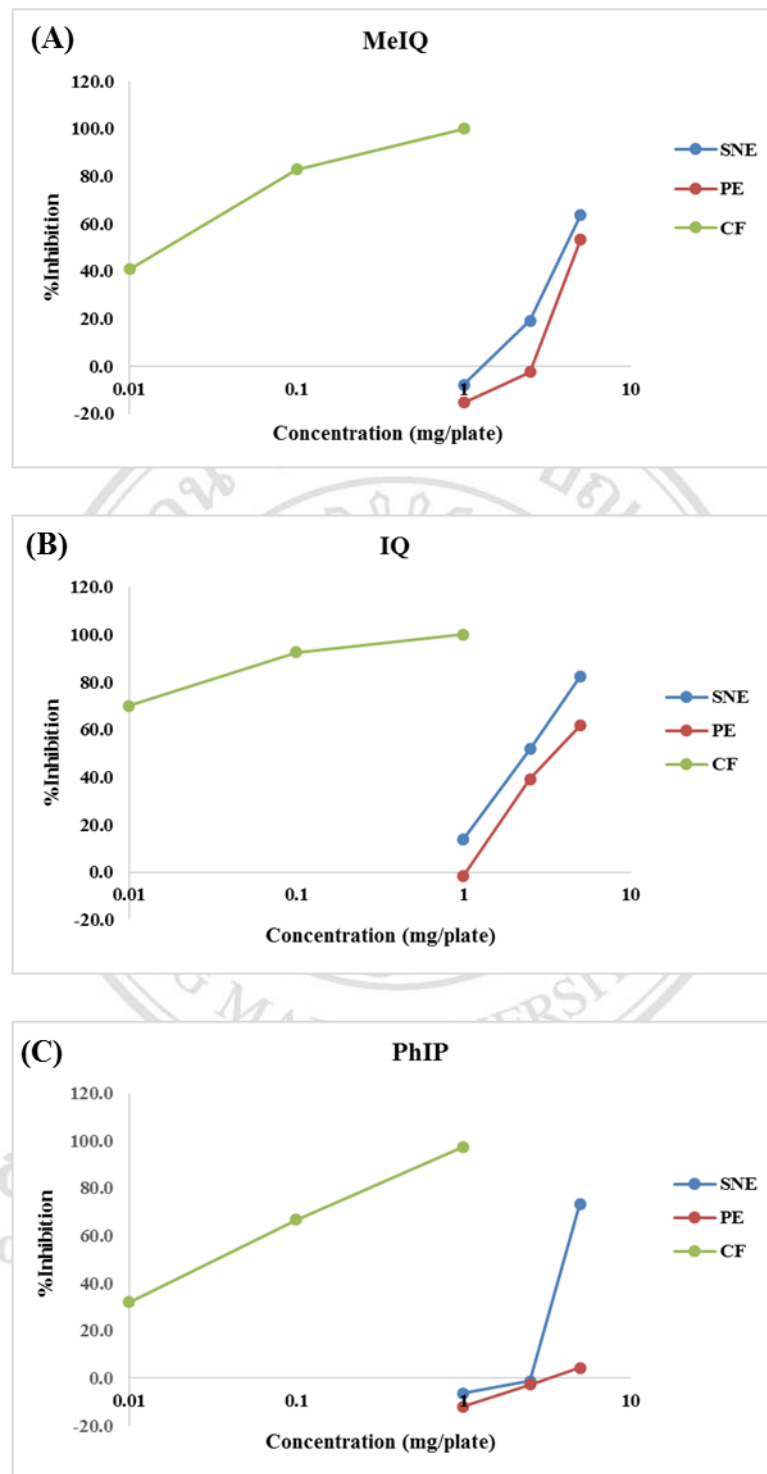 (A)
MeIQ
120.0
100.0
80.0
60.0
40.0
20.0
0.0
-20.0
%Inhibition
0.01 0.1 1 10
Concentration (mg/plate)
SNE
PE
CF
(B)
IQ
120.0
100.0
80.0
60.0
40.0
20.0
0.0
-20.0
%Inhibition
0.01 0.1 1 10
Concentration (mg/plate)
SNE
PE
CF
(C)
PhIP
120.0
100.0
80.0
60.0
40.0
20.0
0.0
-20.0
%Inhibition
0.01 0.1 1 10
Concentration (mg/plate)
SNE
PE
CF